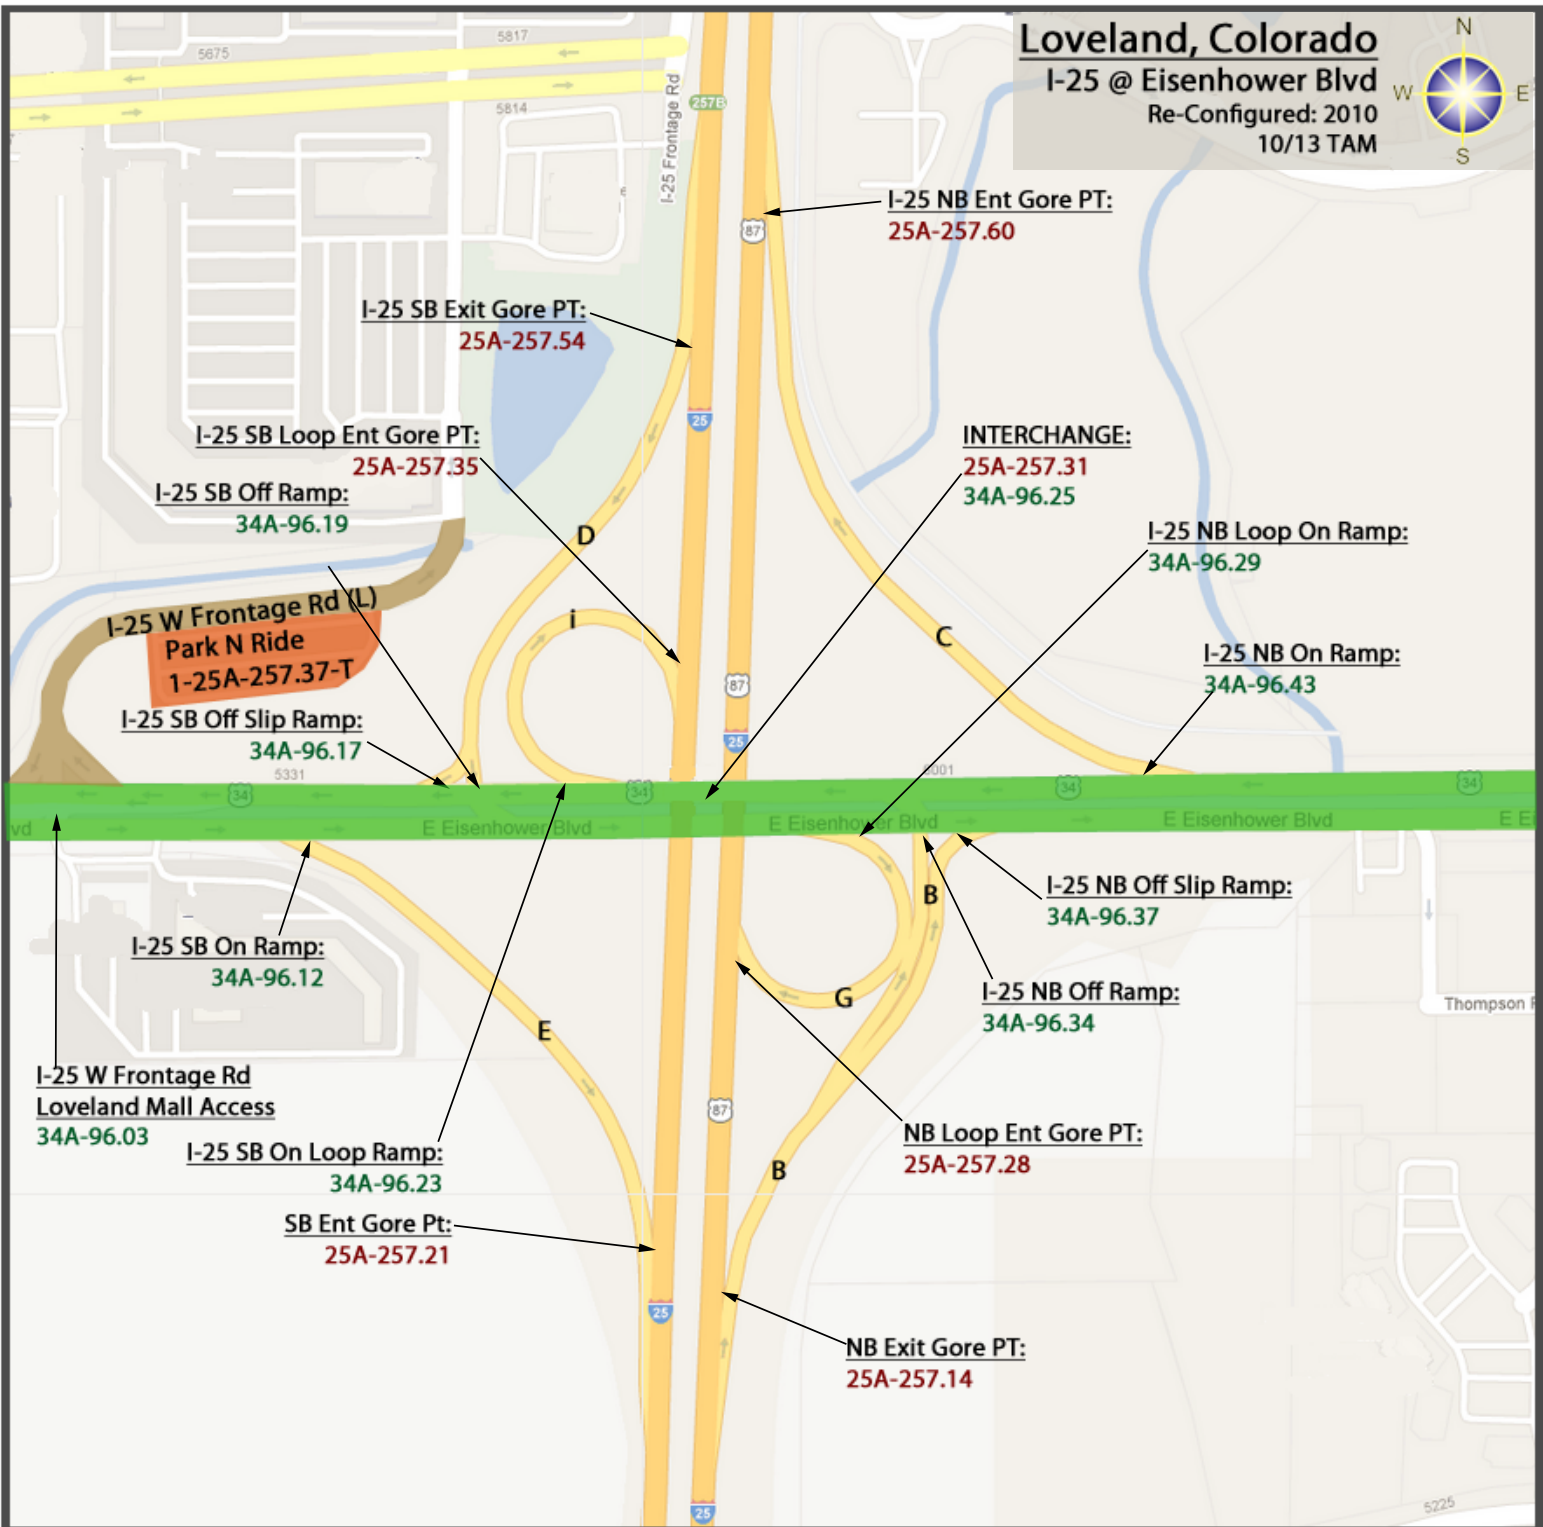 Loveland, Colorado
I-25 @ Eisenhower Blvd
Re-Configured: 2010
10/13 TAM
N
W
E
S
5817
5675
5814
I-25 Frontage Rd
257B
I-25 NB Ent Gore PT:
25A-257.60
87
I-25 SB Exit Gore PT:
25A-257.54
25
I-25 SB Loop Ent Gore PT:
25A-257.35
INTERCHANGE:
25A-257.31
34A-96.25
I-25 SB Off Ramp:
34A-96.19
I-25 NB Loop On Ramp:
34A-96.29
D
i
C
I-25 W Frontage Rd (L)
Park N Ride
1-25A-257.37-T
I-25 NB On Ramp:
34A-96.43
87
25
I-25 SB Off Slip Ramp:
34A-96.17
5331
6001
34
34
34
34
vd
E Eisenhower Blvd
E Eisenhower Blvd
E Eisenhower Blvd
E Ei
B
I-25 NB Off Slip Ramp:
34A-96.37
I-25 SB On Ramp:
34A-96.12
G
I-25 NB Off Ramp:
34A-96.34
Thompson R
E
I-25 W Frontage Rd
Loveland Mall Access
34A-96.03
87
NB Loop Ent Gore PT:
25A-257.28
I-25 SB On Loop Ramp:
34A-96.23
B
SB Ent Gore Pt:
25A-257.21
25
NB Exit Gore PT:
25A-257.14
25
5225